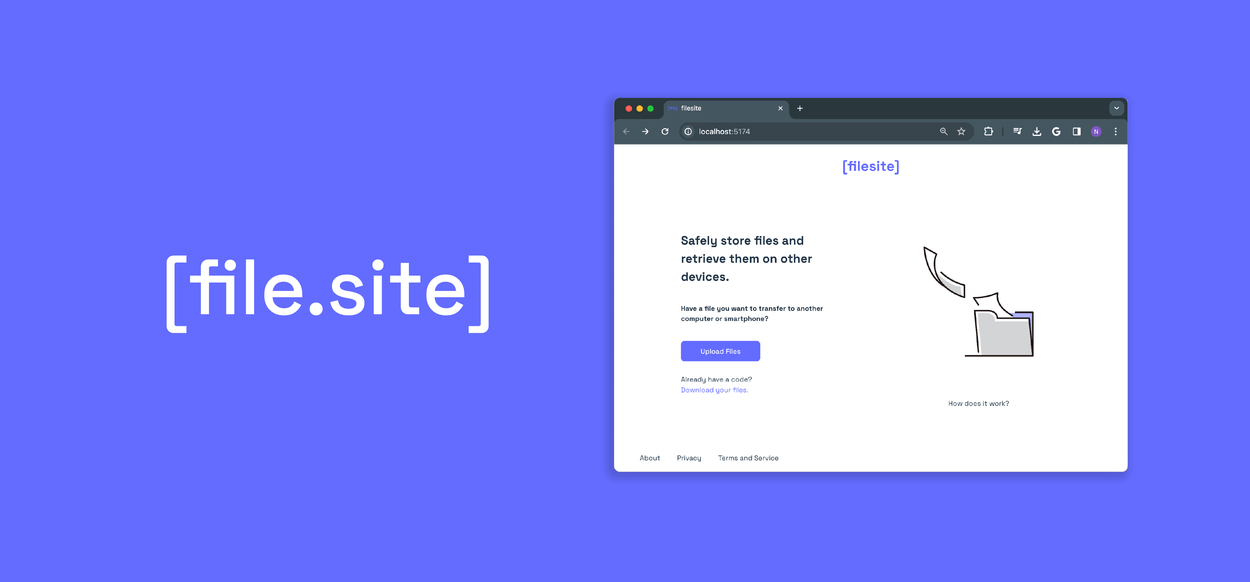 [file.site]
filesite
localhost:5174
N
[filesite]
Safely store files and
retrieve them on other
devices.
Have a file you want to transfer to another
computer or smartphone?
Upload Files
Already have a code?
Download your files.
How does it work?
About Privacy Terms and Service